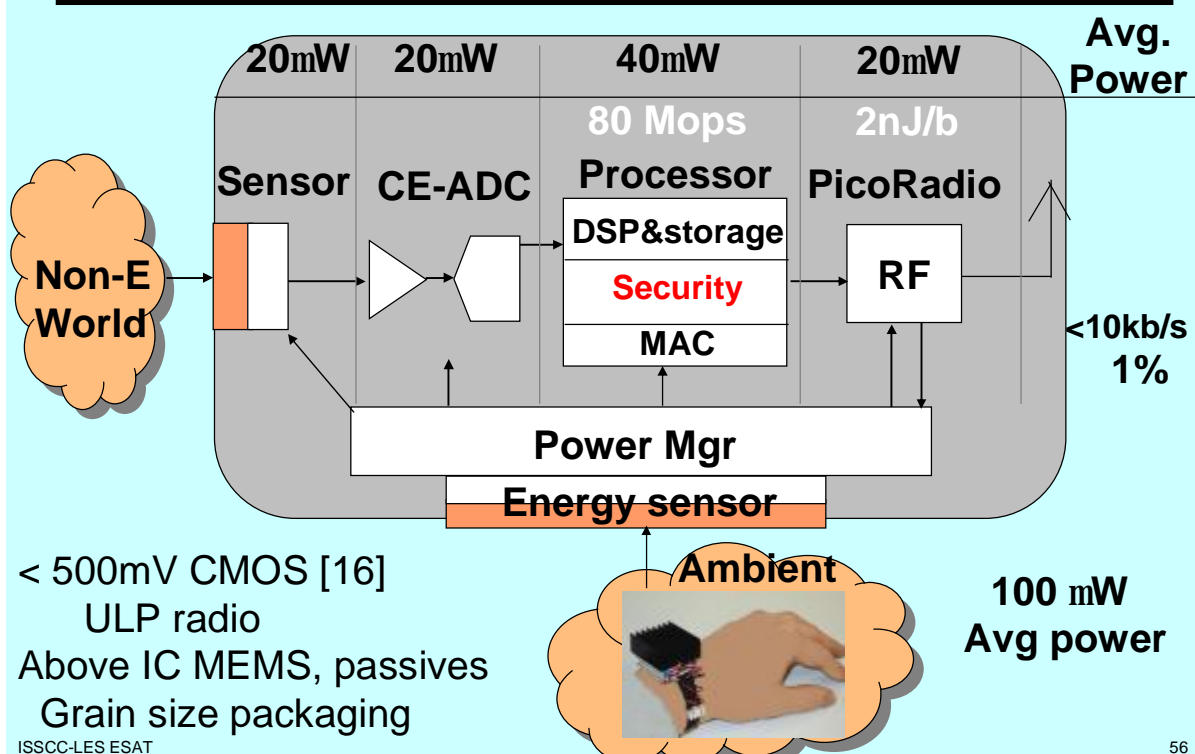 Avg.
Power
20mW 20mW 40mW 20mW
80 Mops 2nJ/b
Sensor CE-ADC Processor PicoRadio
DSP&storage
Security
MAC
RF
Non-E
World
<10kb/s
1%
Power Mgr
Energy sensor
Ambient
< 500mV CMOS [16]
ULP radio
Above IC MEMS, passives
Grain size packaging
100 mW
Avg power
ISSCC-LES ESAT 56